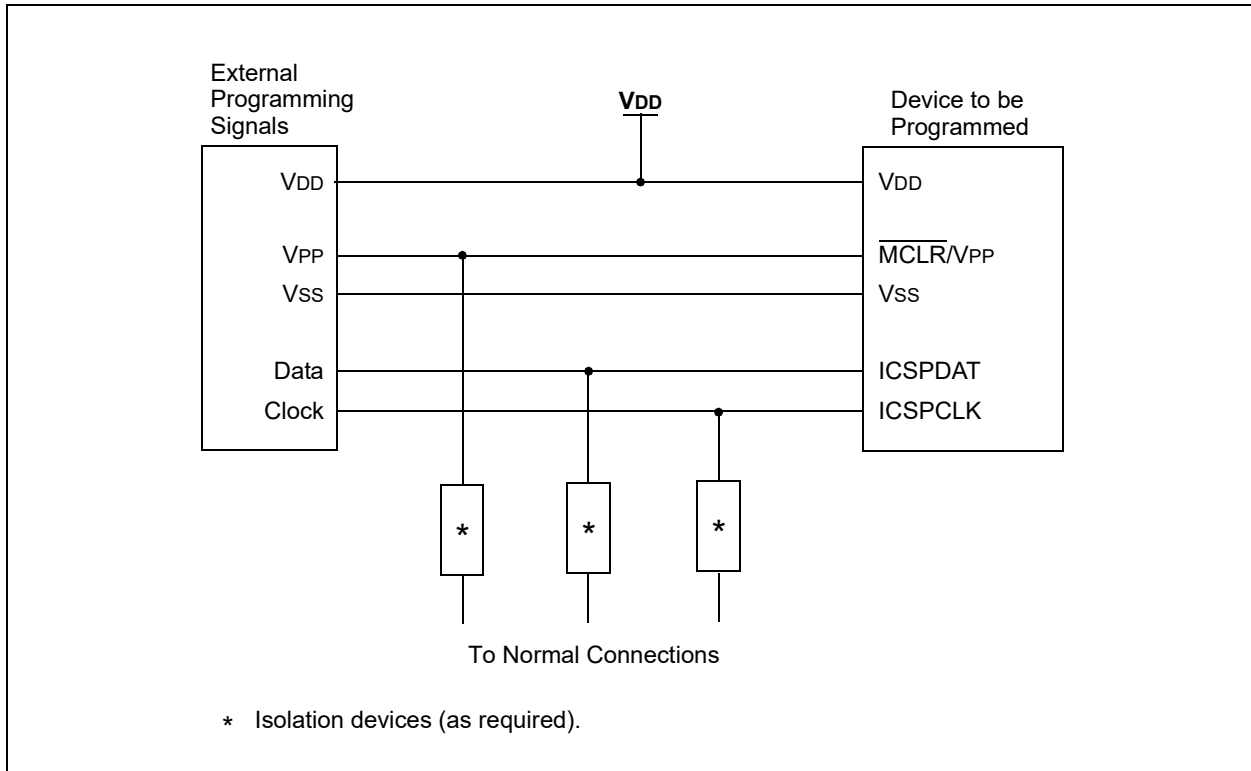 External
Programming
Signals
VDD
Device to be
Programmed
VDD
VDD
VPP
MCLR/VPP
VSS
VSS
Data
ICSPDAT
Clock
ICSPCLK
*
*
*
To Normal Connections
* Isolation devices (as required).